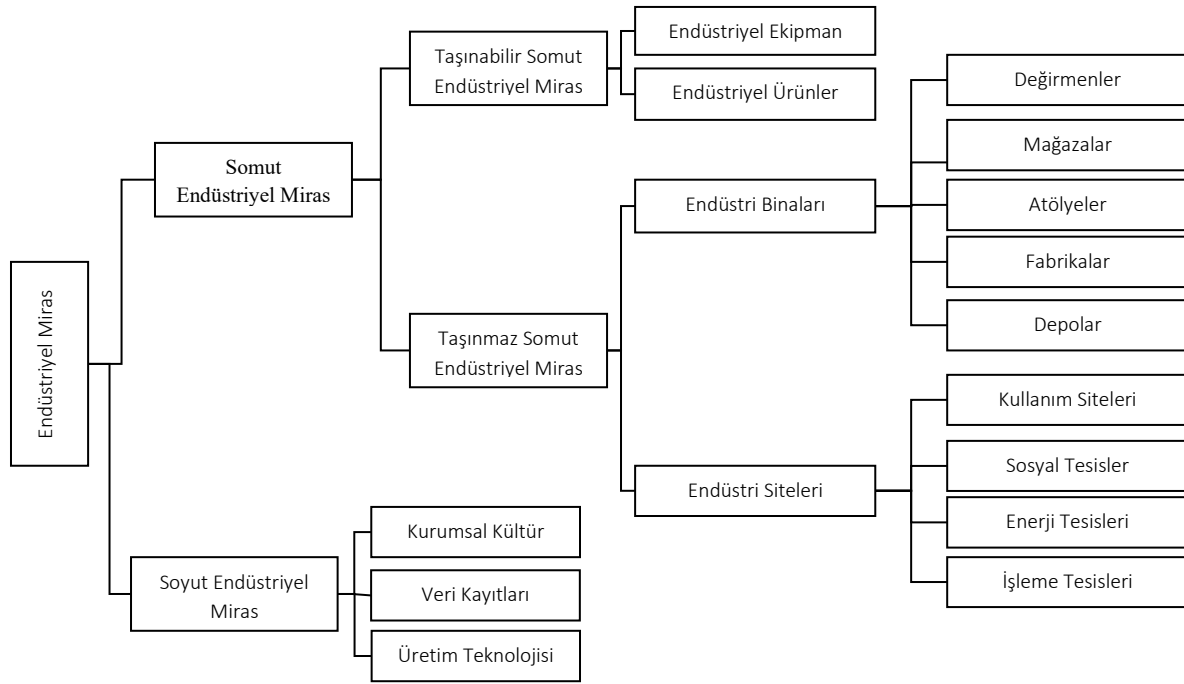 Endüstriyel Miras
Somut
Endüstriyel Miras
Taşınabilir Somut
Endüstriyel Miras
Endüstriyel Ekipman
Endüstriyel Ürünler
Taşınmaz Somut
Endüstriyel Miras
Endüstri Binaları
Değirmenler
Mağazalar
Atölyeler
Fabrikalar
Depolar
Endüstri Siteleri
Kullanım Siteleri
Sosyal Tesisler
Enerji Tesisleri
İşleme Tesisleri
Soyut Endüstriyel
Miras
Kurumsal Kültür
Veri Kayıtları
Üretim Teknolojisi